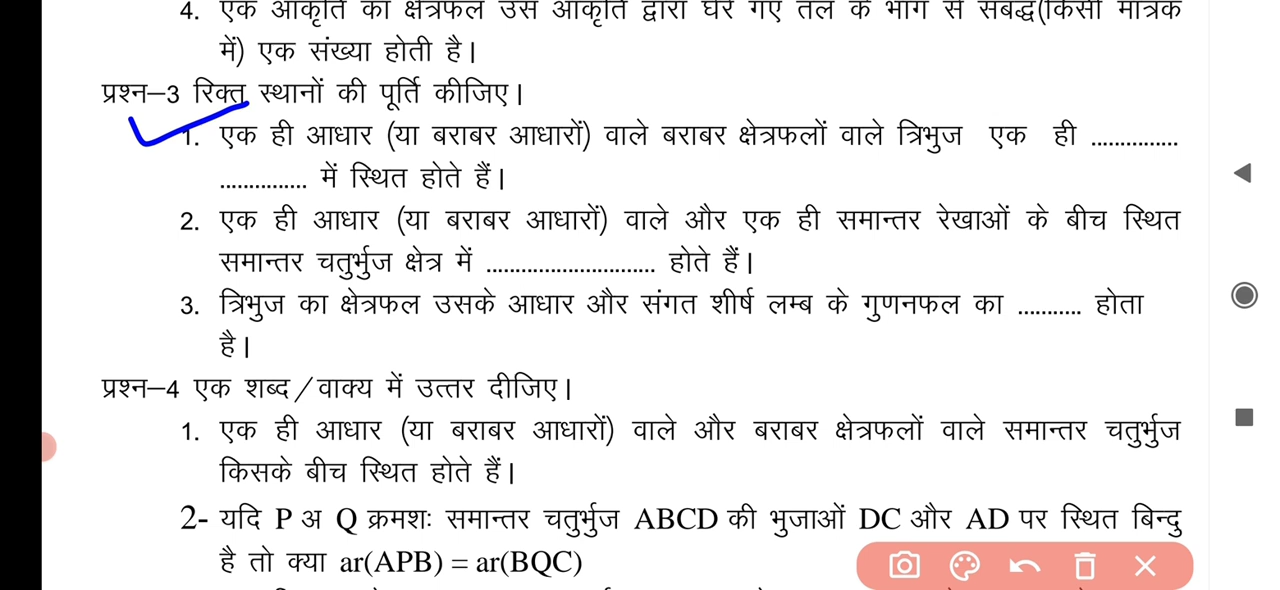 4. एक आकृति का क्षेत्रफल उस आकृति द्वारा घेरे गए तल के भाग से संबद्ध(किसी मात्रक
में) एक संख्या होती है।
प्रश्न–3 रिक्त स्थानों की पूर्ति कीजिए।
1. एक ही आधार (या बराबर आधारों) वाले बराबर क्षेत्रफलों वाले त्रिभुज एक ही ...............
............... में स्थित होते हैं।
2. एक ही आधार (या बराबर आधारों) वाले और एक ही समान्तर रेखाओं के बीच स्थित
समान्तर चतुर्भुज क्षेत्र में ............................. होते हैं।
3. त्रिभुज का क्षेत्रफल उसके आधार और संगत शीर्ष लम्ब के गुणनफल का ........... होता
है।
प्रश्न–4 एक शब्द/वाक्य में उत्तर दीजिए।
1. एक ही आधार (या बराबर आधारों) वाले और बराबर क्षेत्रफलों वाले समान्तर चतुर्भुज
किसके बीच स्थित होते हैं।
2- यदि P अ Q क्रमशः समान्तर चतुर्भुज ABCD की भुजाओं DC और AD पर स्थित बिन्दु
है तो क्या ar(APB) = ar(BQC)